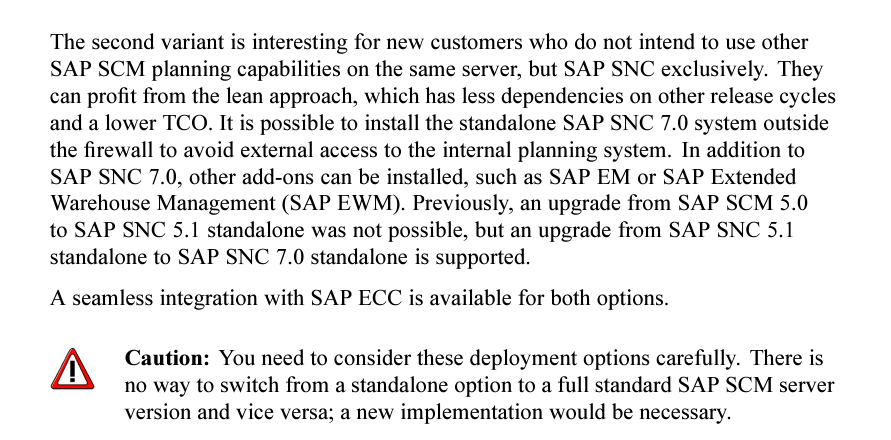 The second variant is interesting for new customers who do not intend to use other
SAP SCM planning capabilities on the same server, but SAP SNC exclusively. They
can profit from the lean approach, which has less dependencies on other release cycles
and a lower TCO. It is possible to install the standalone SAP SNC 7.0 system outside
the firewall to avoid external access to the internal planning system. In addition to
SAP SNC 7.0, other add-ons can be installed, such as SAP EM or SAP Extended
Warehouse Management (SAP EWM). Previously, an upgrade from SAP SCM 5.0
to SAP SNC 5.1 standalone was not possible, but an upgrade from SAP SNC 5.1
standalone to SAP SNC 7.0 standalone is supported.
A seamless integration with SAP ECC is available for both options.
Caution: You need to consider these deployment options carefully. There is
no way to switch from a standalone option to a full standard SAP SCM server
version and vice versa; a new implementation would be necessary.